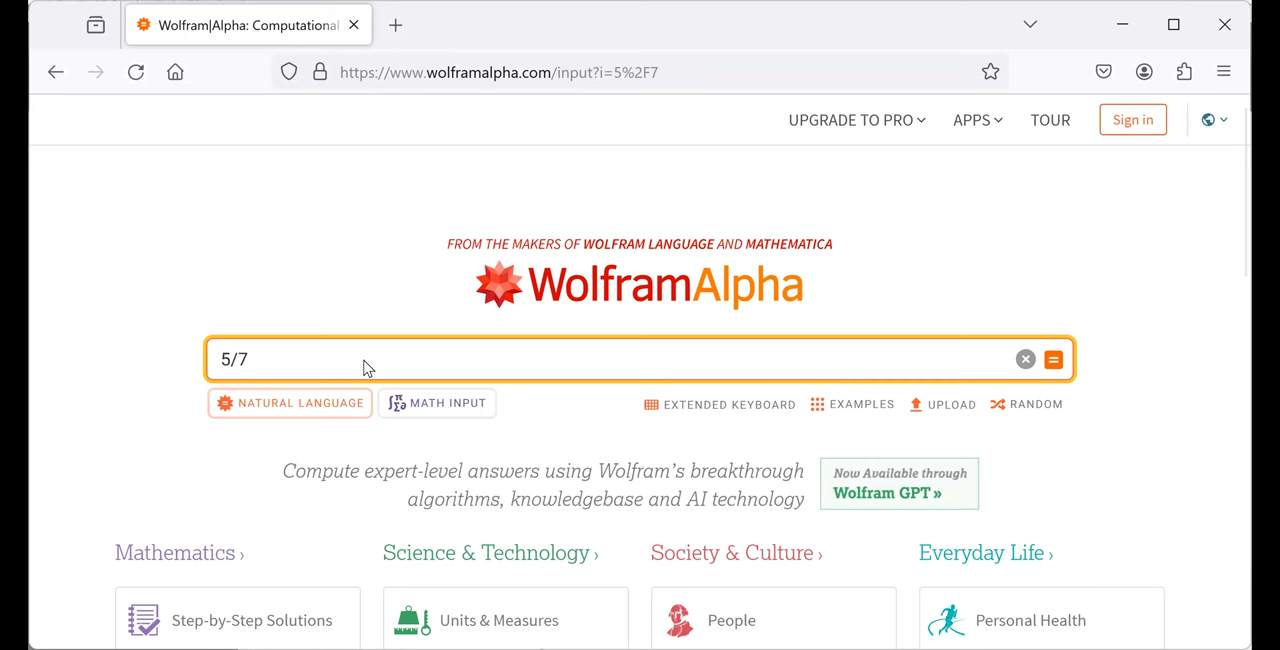 Wolfram|Alpha: Computational
https://www.wolframalpha.com/input?i=5%2F7
UPGRADE TO PRO APPS TOUR Sign in
FROM THE MAKERS OF WOLFRAM LANGUAGE AND MATHEMATICA
WolframAlpha
5/7
NATURAL LANGUAGE MATH INPUT EXTENDED KEYBOARD EXAMPLES UPLOAD RANDOM
Compute expert-level answers using Wolfram's breakthrough
algorithms, knowledgebase and AI technology
Now Available through
Wolfram GPT »
Mathematics › Science & Technology › Society & Culture › Everyday Life ›
Step-by-Step Solutions Units & Measures People Personal Health